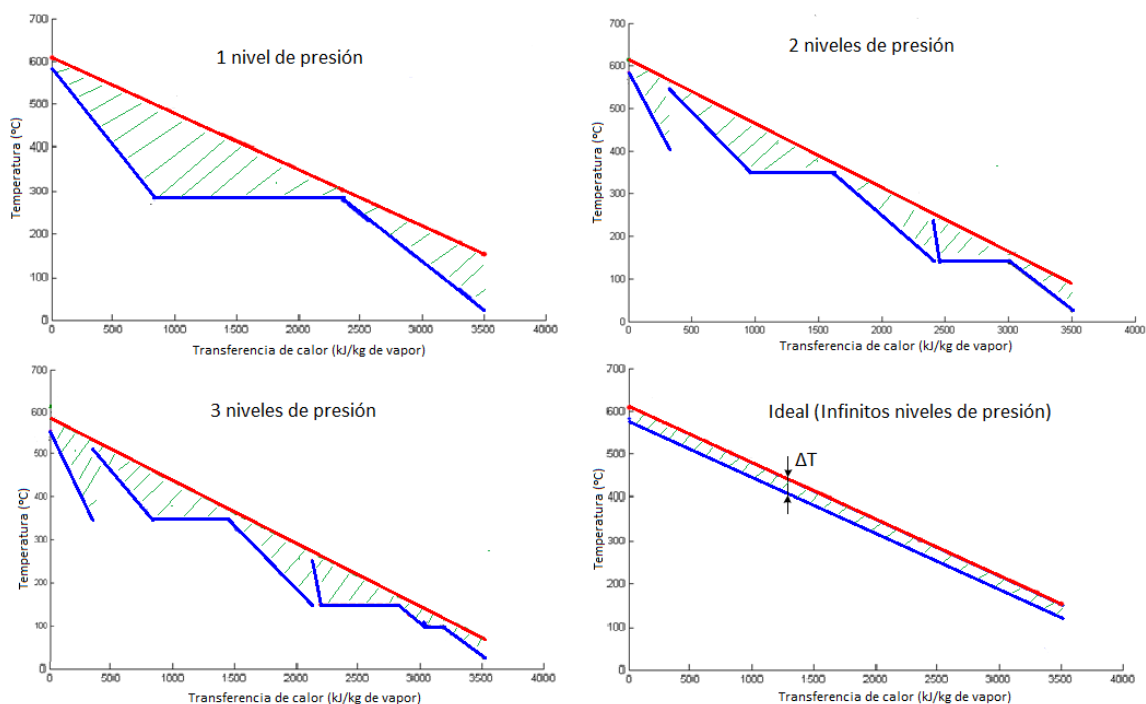 1 nivel de presión
700
600
500
400
300
200
100
0
Temperatura (ºC)
0 500 1000 1500 2000 2500 3000 3500 4000
Transferencia de calor (kJ/kg de vapor)
2 niveles de presión
700
600
500
400
300
200
100
0
Temperatura (ºC)
0 500 1000 1500 2000 2500 3000 3500 4000
Transferencia de calor (kJ/kg de vapor)
3 niveles de presión
700
600
500
400
300
200
100
0
Temperatura (ºC)
0 500 1000 1500 2000 2500 3000 3500 4000
Transferencia de calor (kJ/kg de vapor)
Ideal (Infinitos niveles de presión)
ΔT
700
600
500
400
300
200
100
0
Temperatura (ºC)
0 500 1000 1500 2000 2500 3000 3500 4000
Transferencia de calor (kJ/kg de vapor)